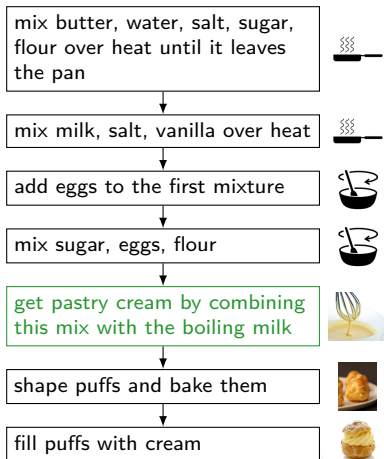 mix butter, water, salt, sugar,
flour over heat until it leaves
the pan
mix milk, salt, vanilla over heat
add eggs to the first mixture
mix sugar, eggs, flour
get pastry cream by combining
this mix with the boiling milk
shape puffs and bake them
fill puffs with cream